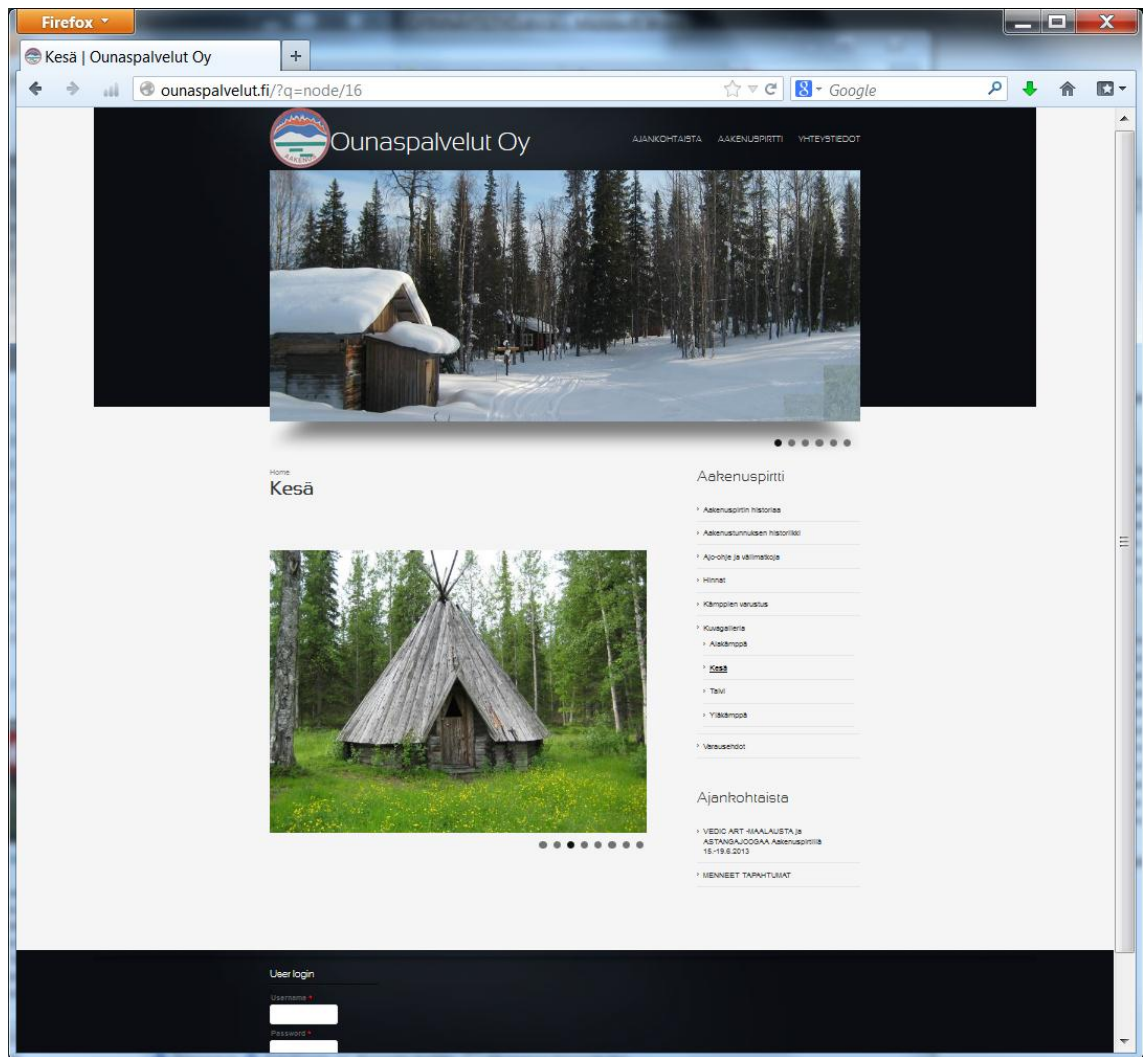 Firefox
Kesä | Ounaspalvelut Oy
ounaspalvelut.fi/?q=node/16
Google
AAKENUS
Ounaspalvelut Oy
AJANKOHTAISTA AAKENUSPIRTTI YHTEYSTIEDOT
Home
Kesä
Aakenuspirtti
Aakenuspirtin historiaa
Aakenustunnuksen historiikki
Ajo-ohje ja välimatkoja
Hinnat
Kämppien varustus
Kuvagalleria
Alakämppä
Kesä
Talvi
Yläkämppä
Varausehdot
Ajankohtaista
VEDIC ART -MAALAUSTA ja
ASTANGAJOOGAA Aakenuspirtillä
15.-19.6.2013
MENNEET TAPAHTUMAT
User login
Username *
Password *